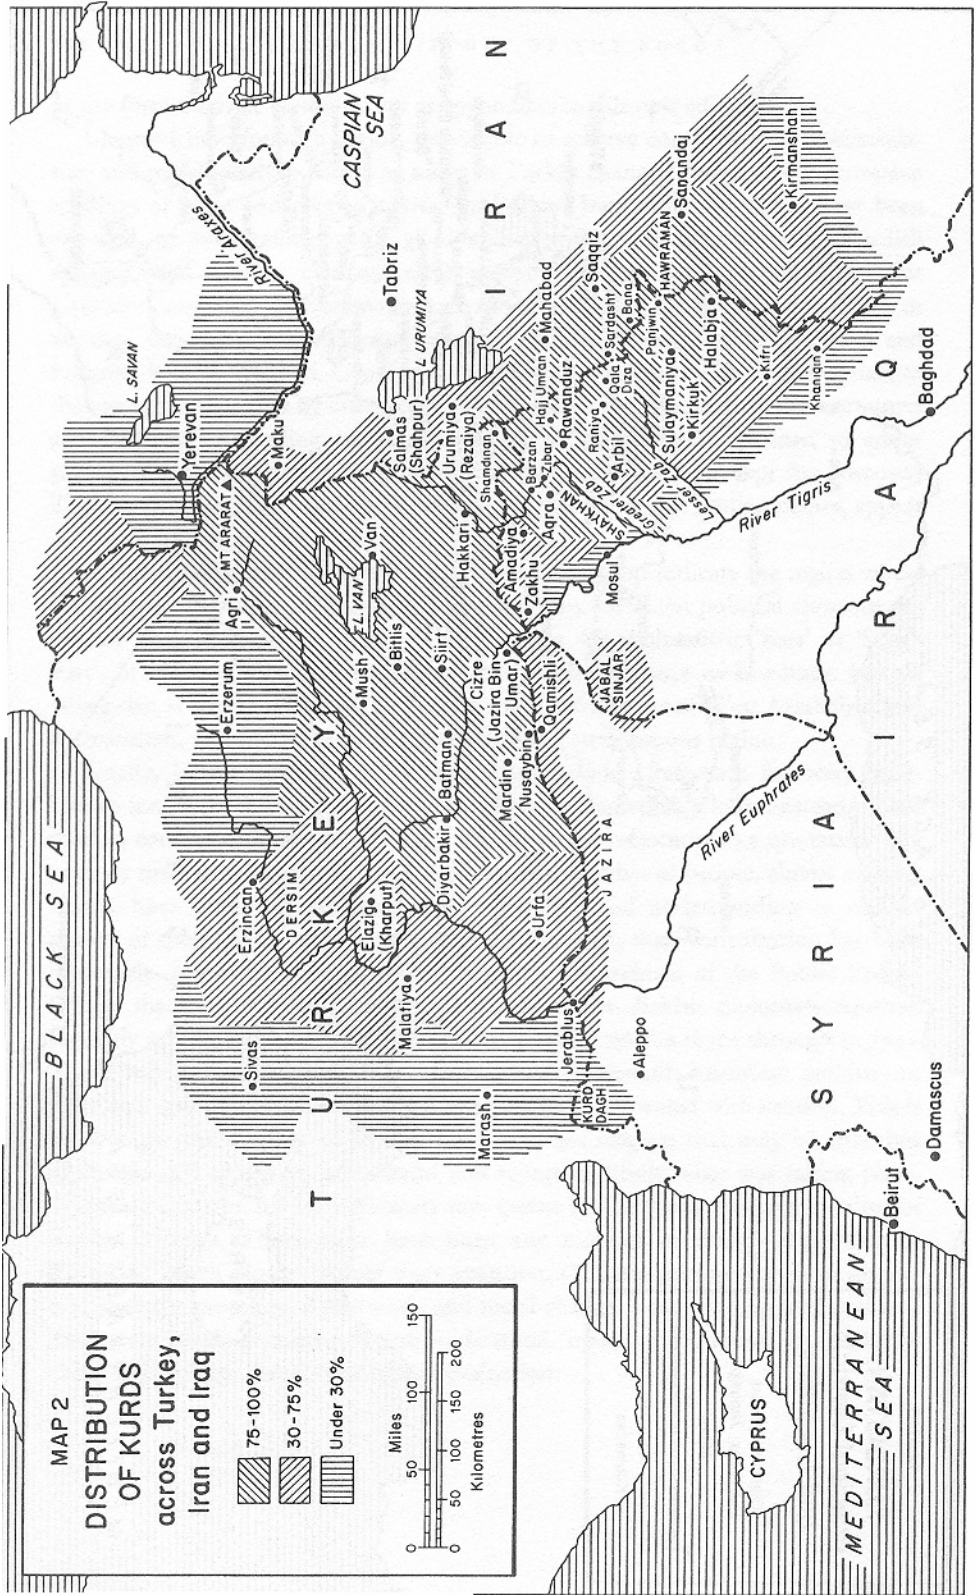 MAP 2
DISTRIBUTION
OF KURDS
across Turkey,
Iran and Iraq
75-100%
30-75%
Under 30%
Miles
0 50 100 150
0 50 100 150 200
Kilometres
BLACK SEA
CASPIAN
SEA
MEDITERRANEAN
SEA
CYPRUS
TURKEY
IRAN
IRAQ
SYRIA
L. SAVAN
Yerevan
River Araxes
MT ARARAT
Maku
Tabriz
L URUMIYA
Agri
Erzerum
Erzincan
DERSIM
Sivas
Elazig
(Kharput)
Malatiya
Marash
Mush
L. VAN
Van
Bitlis
Siirt
Batman
Diyarbakir
Hakkari
Salmas
(Shahpur)
Urumiya
(Rezaiya)
Shamdinan
Mardin
Nusaybin
Qamishli
Cizre
(Jazira Bin
Umar)
Urfa
JAZIRA
Jerablus
KURD
DAGH
Aleppo
JABAL
SINJAR
Zakhu
Amadiya
Aqra
SHAYKHAN
Barzan
Zibar
Mosul
Greater Zab
Lesser Zab
Hajj Umran
Rawanduz
Raniya
Arbil
Mahabad
Saqqiz
Sardasht
Bana
Qala
Diza
Panjwin
HAWRAMAN
Sanandaj
Sulaymaniya
Halabja
Kirkuk
Kifri
Khaniqin
Kirmanshah
River Tigris
River Euphrates
Baghdad
Beirut
Damascus